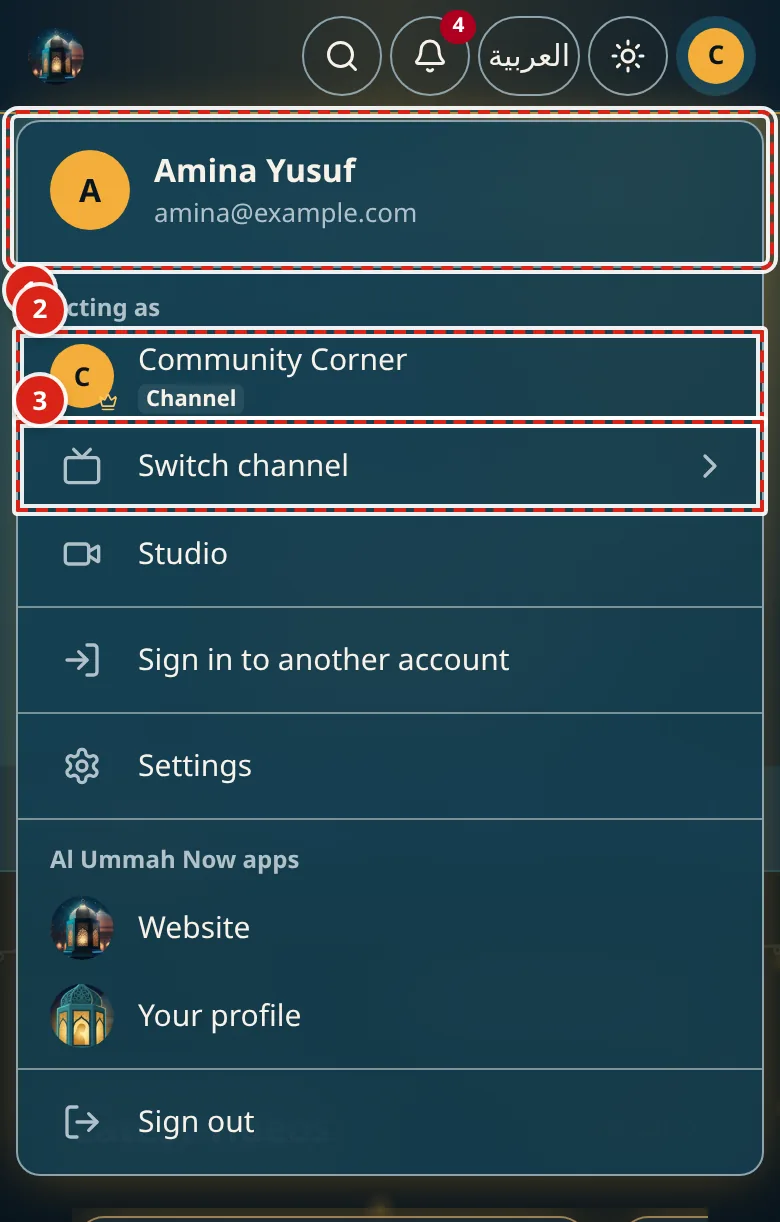 4
العربية
C
A
Amina Yusuf
amina@example.com
2
cting as
C
Community Corner
3
Channel
Switch channel
Studio
Sign in to another account
Settings
Al Ummah Now apps
Website
Your profile
Sign out